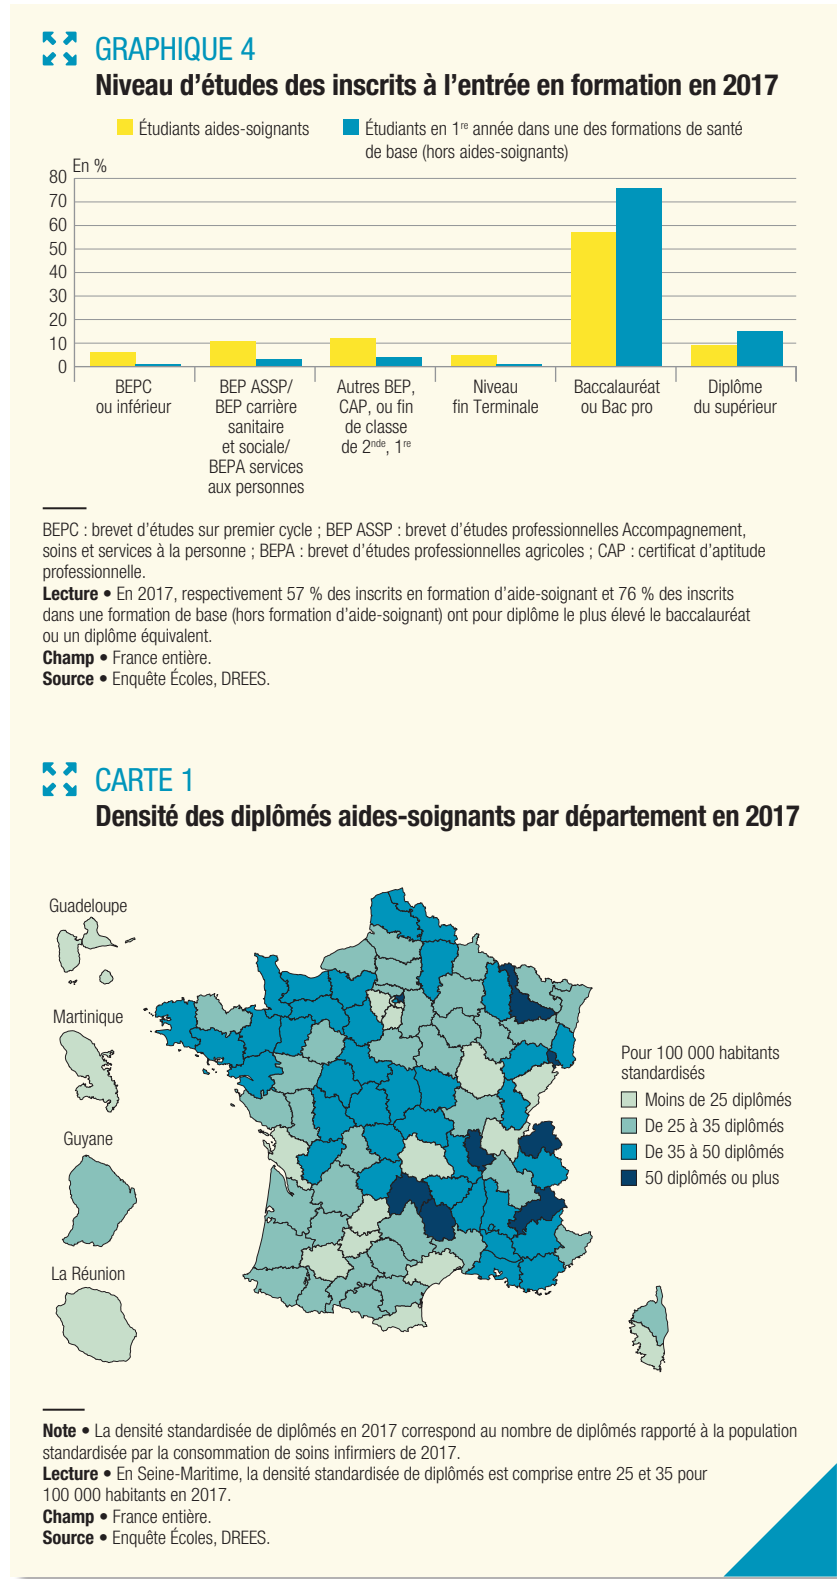 GRAPHIQUE 4
Niveau d'études des inscrits à l'entrée en formation en 2017
Étudiants aides-soignants
Étudiants en 1re année dans une des formations de santé
de base (hors aides-soignants)
En %
80
70
60
50
40
30
20
10
0
BEPC
ou inférieur
BEP ASSP/
BEP carrière
sanitaire
et sociale/
BEPA services
aux personnes
Autres BEP,
CAP, ou fin
de classe
de 2nde, 1re
Niveau
fin Terminale
Baccalauréat
ou Bac pro
Diplôme
du supérieur
BEPC : brevet d'études sur premier cycle ; BEP ASSP : brevet d'études professionnelles Accompagnement,
soins et services à la personne ; BEPA : brevet d'études professionnelles agricoles ; CAP : certificat d'aptitude
professionnelle.
Lecture • En 2017, respectivement 57 % des inscrits en formation d'aide-soignant et 76 % des inscrits
dans une formation de base (hors formation d'aide-soignant) ont pour diplôme le plus élevé le baccalauréat
ou un diplôme équivalent.
Champ • France entière.
Source • Enquête Écoles, DREES.
CARTE 1
Densité des diplômés aides-soignants par département en 2017
Guadeloupe
Martinique
Guyane
La Réunion
Pour 100 000 habitants
standardisés
Moins de 25 diplômés
De 25 à 35 diplômés
De 35 à 50 diplômés
50 diplômés ou plus
Note • La densité standardisée de diplômés en 2017 correspond au nombre de diplômés rapporté à la population
standardisée par la consommation de soins infirmiers de 2017.
Lecture • En Seine-Maritime, la densité standardisée de diplômés est comprise entre 25 et 35 pour
100 000 habitants en 2017.
Champ • France entière.
Source • Enquête Écoles, DREES.